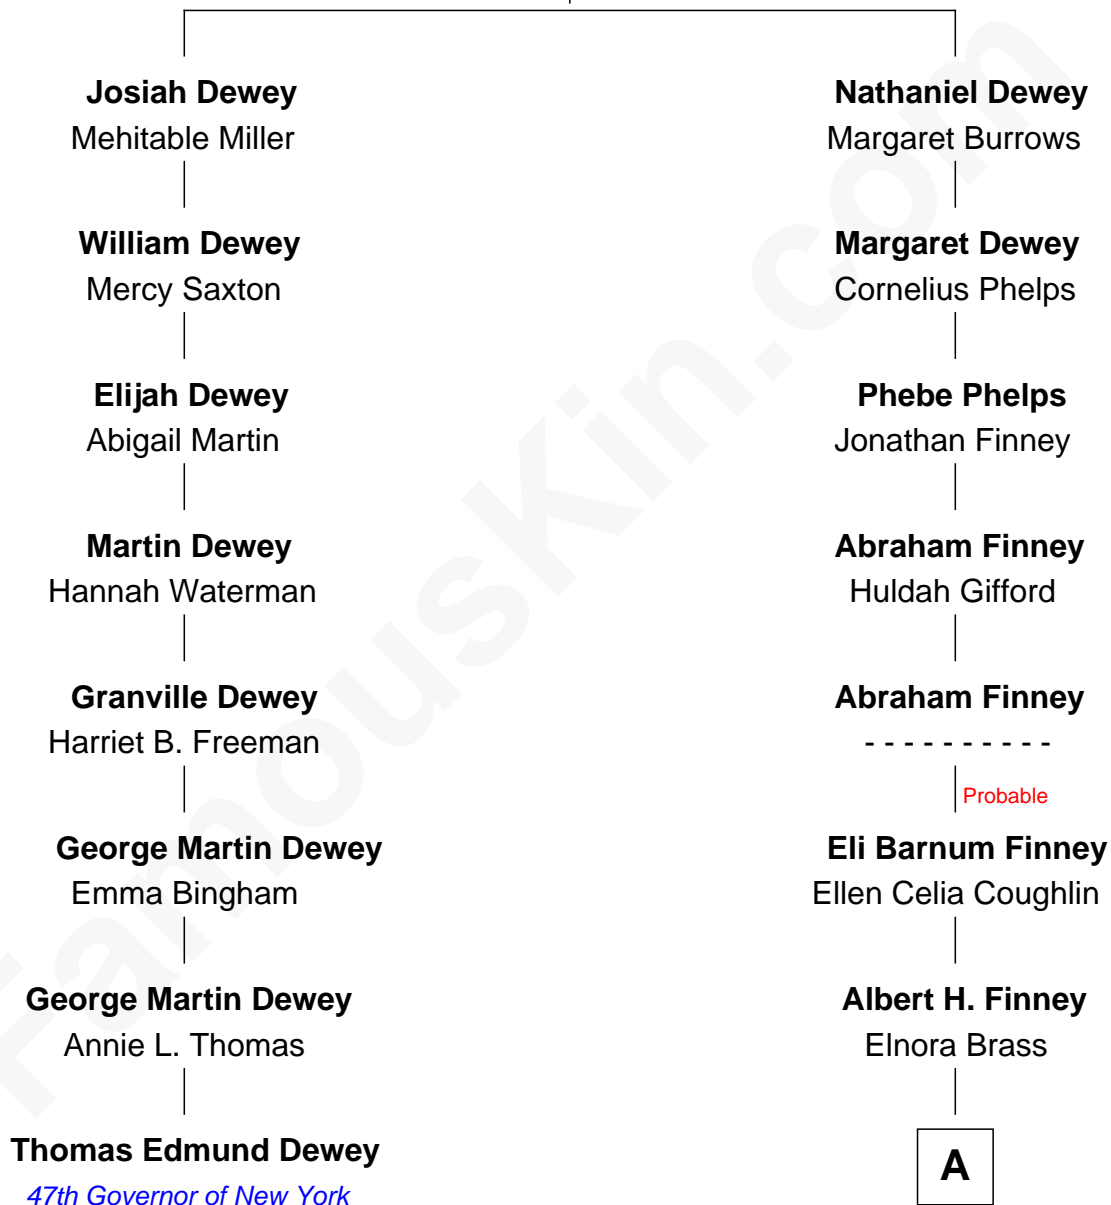 Josiah Dewey
Mehitable Miller
Nathaniel Dewey
Margaret Burrows
William Dewey
Mercy Saxton
Margaret Dewey
Cornelius Phelps
Elijah Dewey
Abigail Martin
Phebe Phelps
Jonathan Finney
Martin Dewey
Hannah Waterman
Abraham Finney
Huldah Gifford
Granville Dewey
Harriet B. Freeman
Abraham Finney
- - - - - - - - - -
Probable
George Martin Dewey
Emma Bingham
Eli Barnum Finney
Ellen Celia Coughlin
George Martin Dewey
Annie L. Thomas
Albert H. Finney
Elnora Brass
Thomas Edmund Dewey
47th Governor of New York
A
FamousKin.com